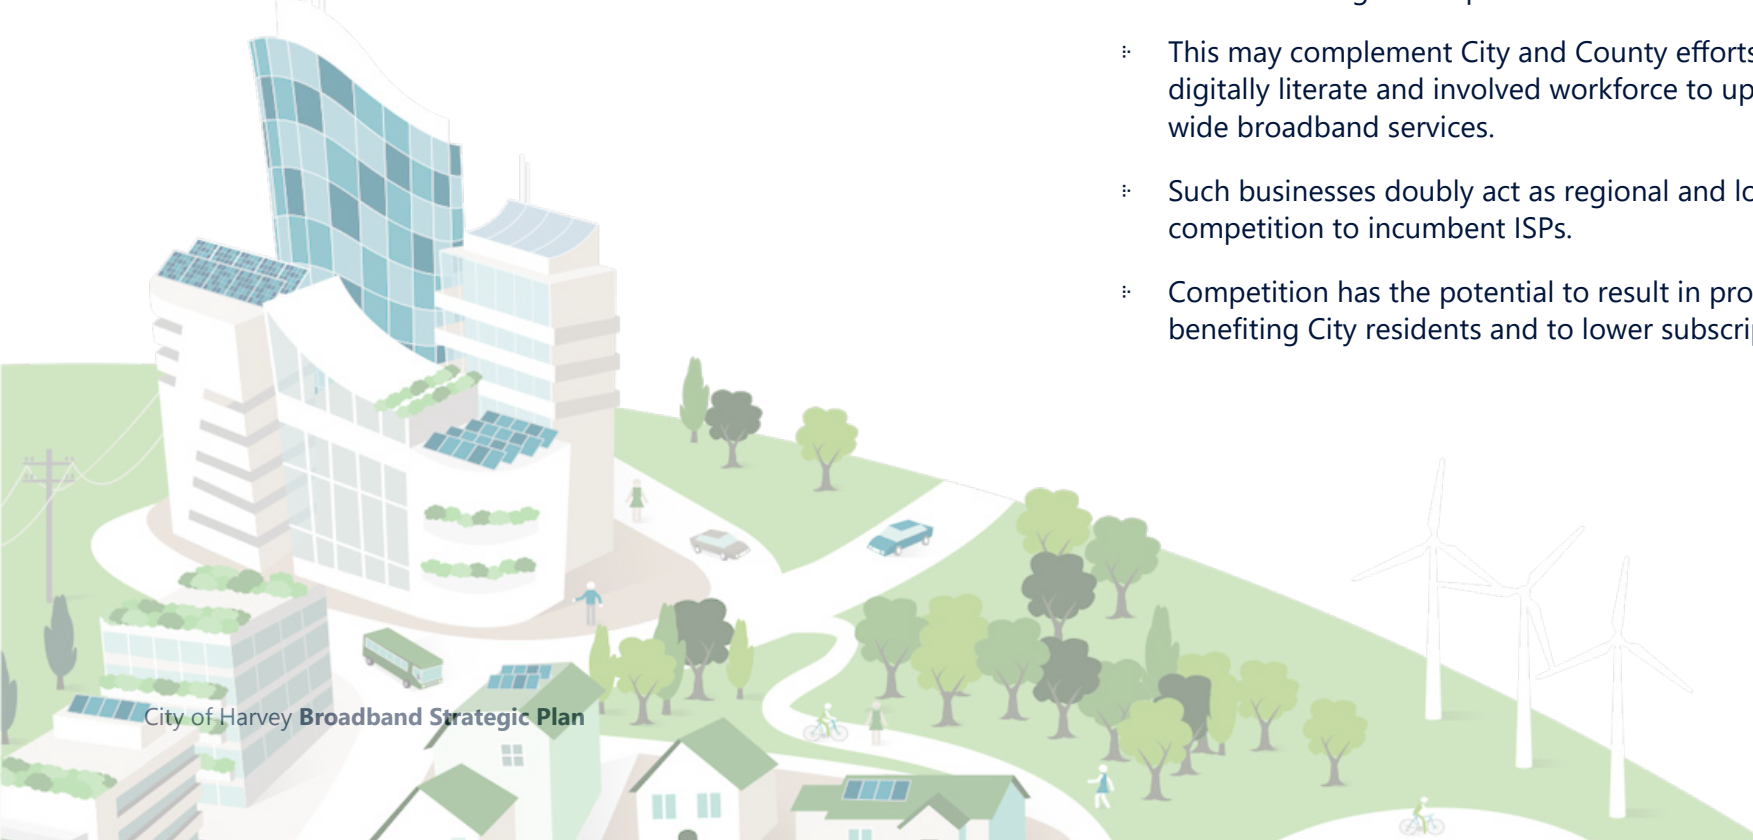 This may complement City and County efforts
digitally literate and involved workforce to up
wide broadband services.
Such businesses doubly act as regional and lo
competition to incumbent ISPs.
Competition has the potential to result in pro
benefiting City residents and to lower subscri
City of Harvey Broadband Strategic Plan